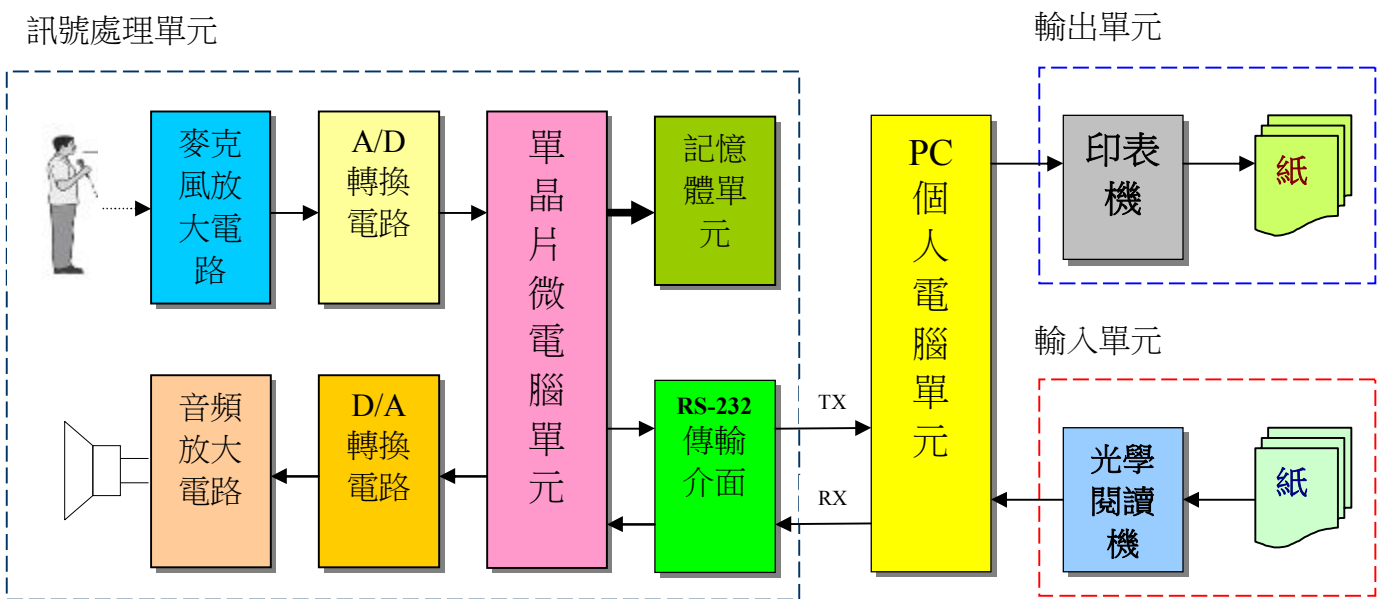 訊號處理單元
輸出單元
麥克
風放
大電
路
A/D
轉換
電路
單
晶
片
微
電
腦
單
元
記憶
體單
元
PC
個
人
電
腦
單
元
印表
機
紙
輸入單元
音頻
放大
電路
D/A
轉換
電路
RS-232
傳輸
介面
TX
RX
光學
閱讀
機
紙